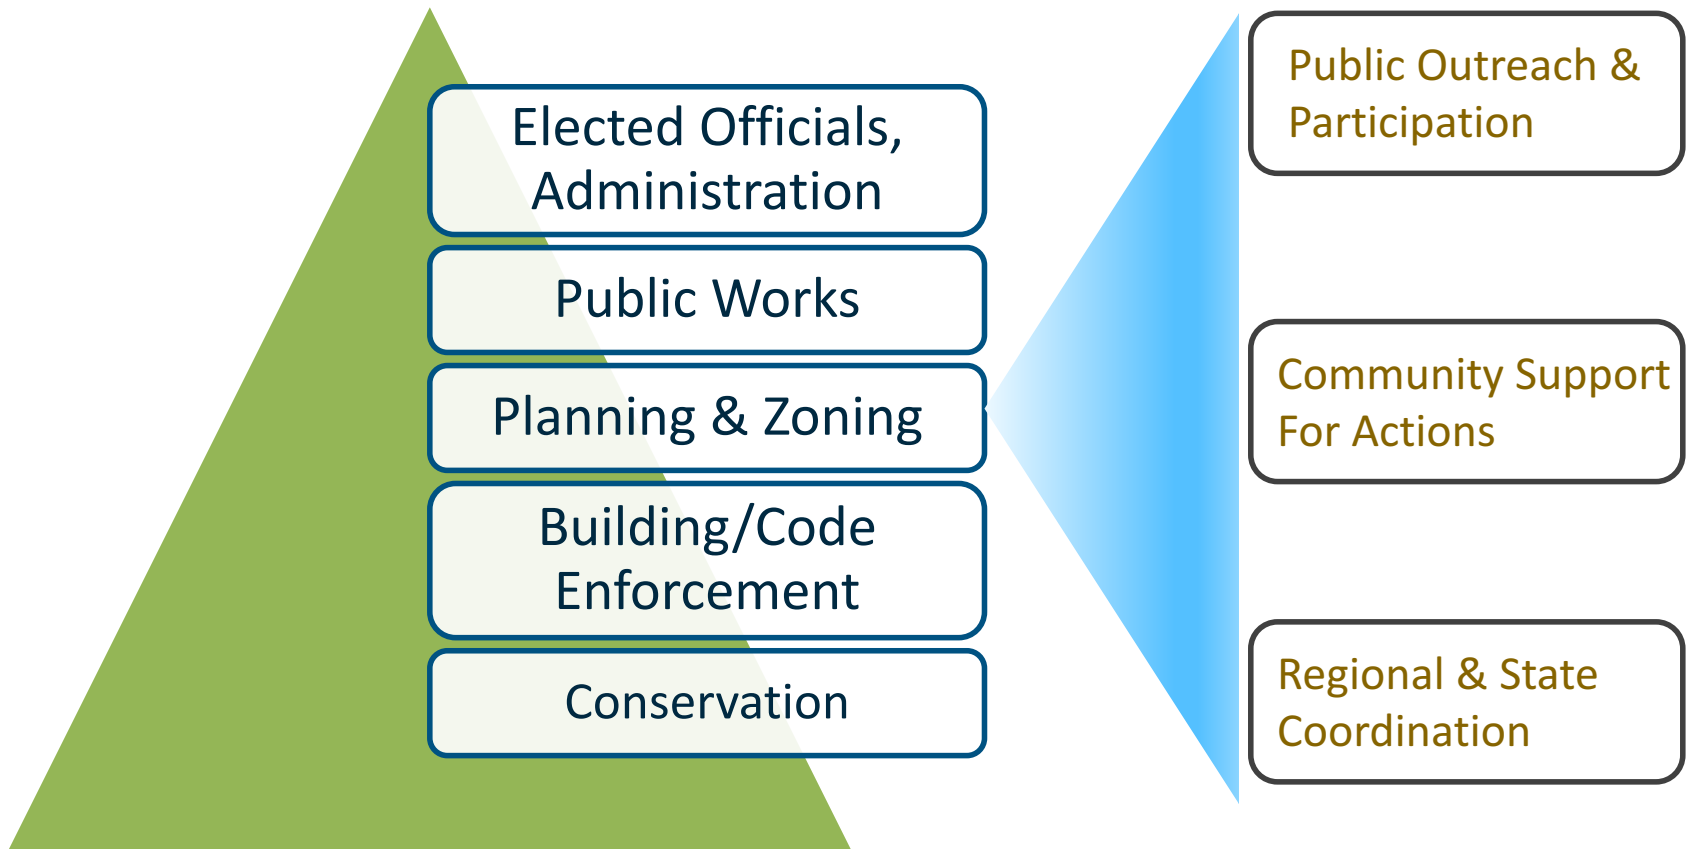 Elected Officials,
Administration
Public Works
Planning & Zoning
Building/Code
Enforcement
Conservation
Public Outreach &
Participation
Community Support
For Actions
Regional & State
Coordination